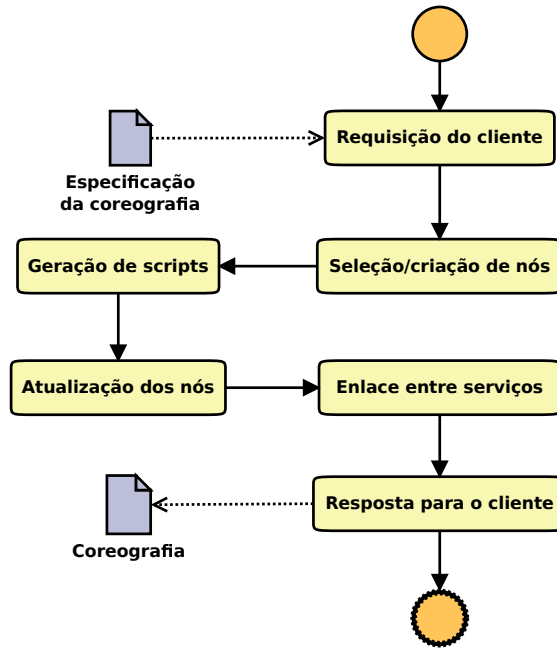 Requisição do cliente
Especificação
da coreografia
Seleção/criação de nós
Geração de scripts
Atualização dos nós
Enlace entre serviços
Resposta para o cliente
Coreografia